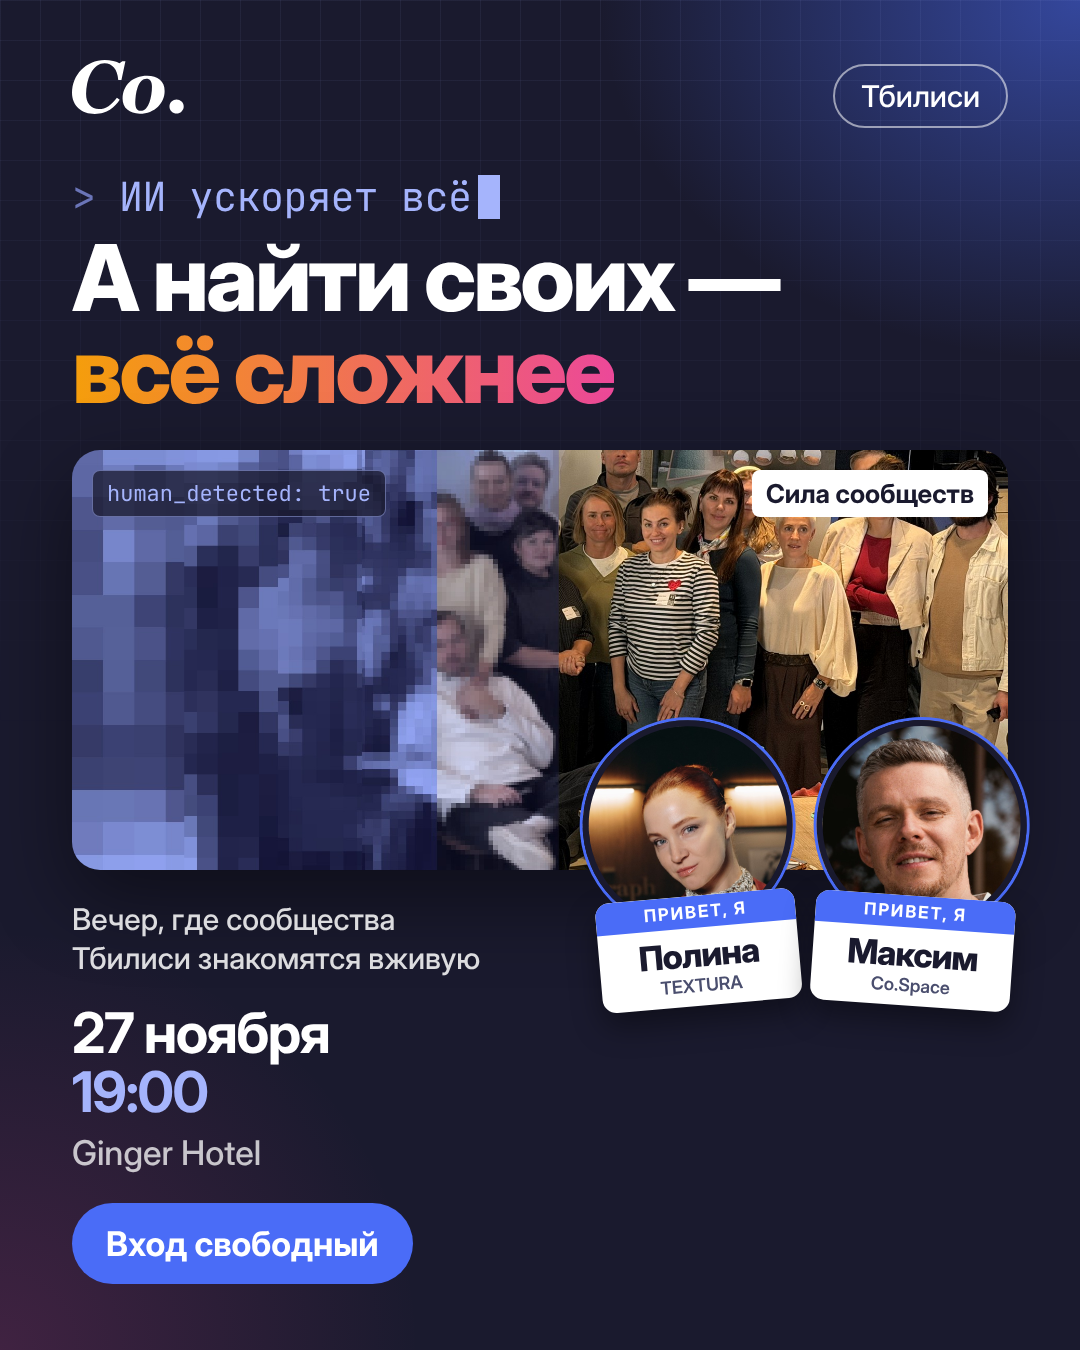 Co.
Тбилиси
> ИИ ускоряет всё
А найти своих —
всё сложнее
human_detected: true
Сила сообществ
ПРИВЕТ, Я
Полина
TEXTURA
ПРИВЕТ, Я
Максим
Co.Space
Вечер, где сообщества
Тбилиси знакомятся вживую
27 ноября
19:00
Ginger Hotel
Вход свободный